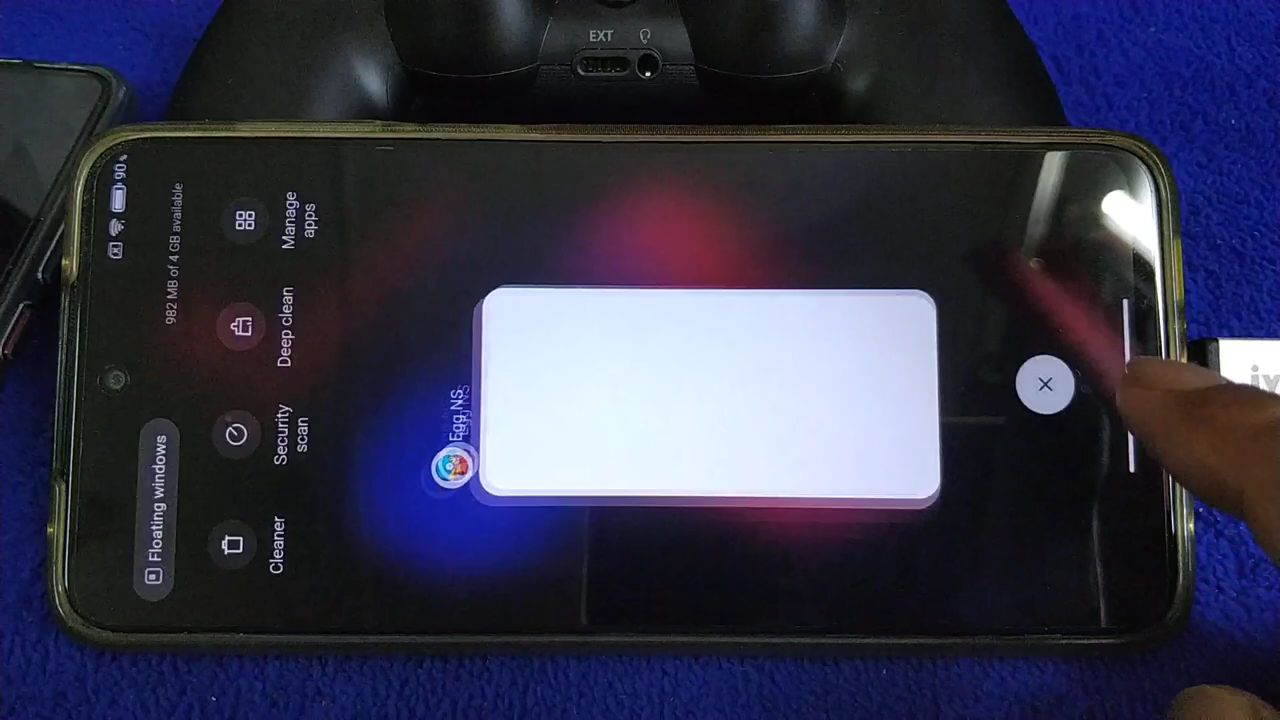 EXT
90
982 MB of 4 GB available
Floating windows
Cleaner
Security
scan
Deep clean
Manage
apps
Egg NS